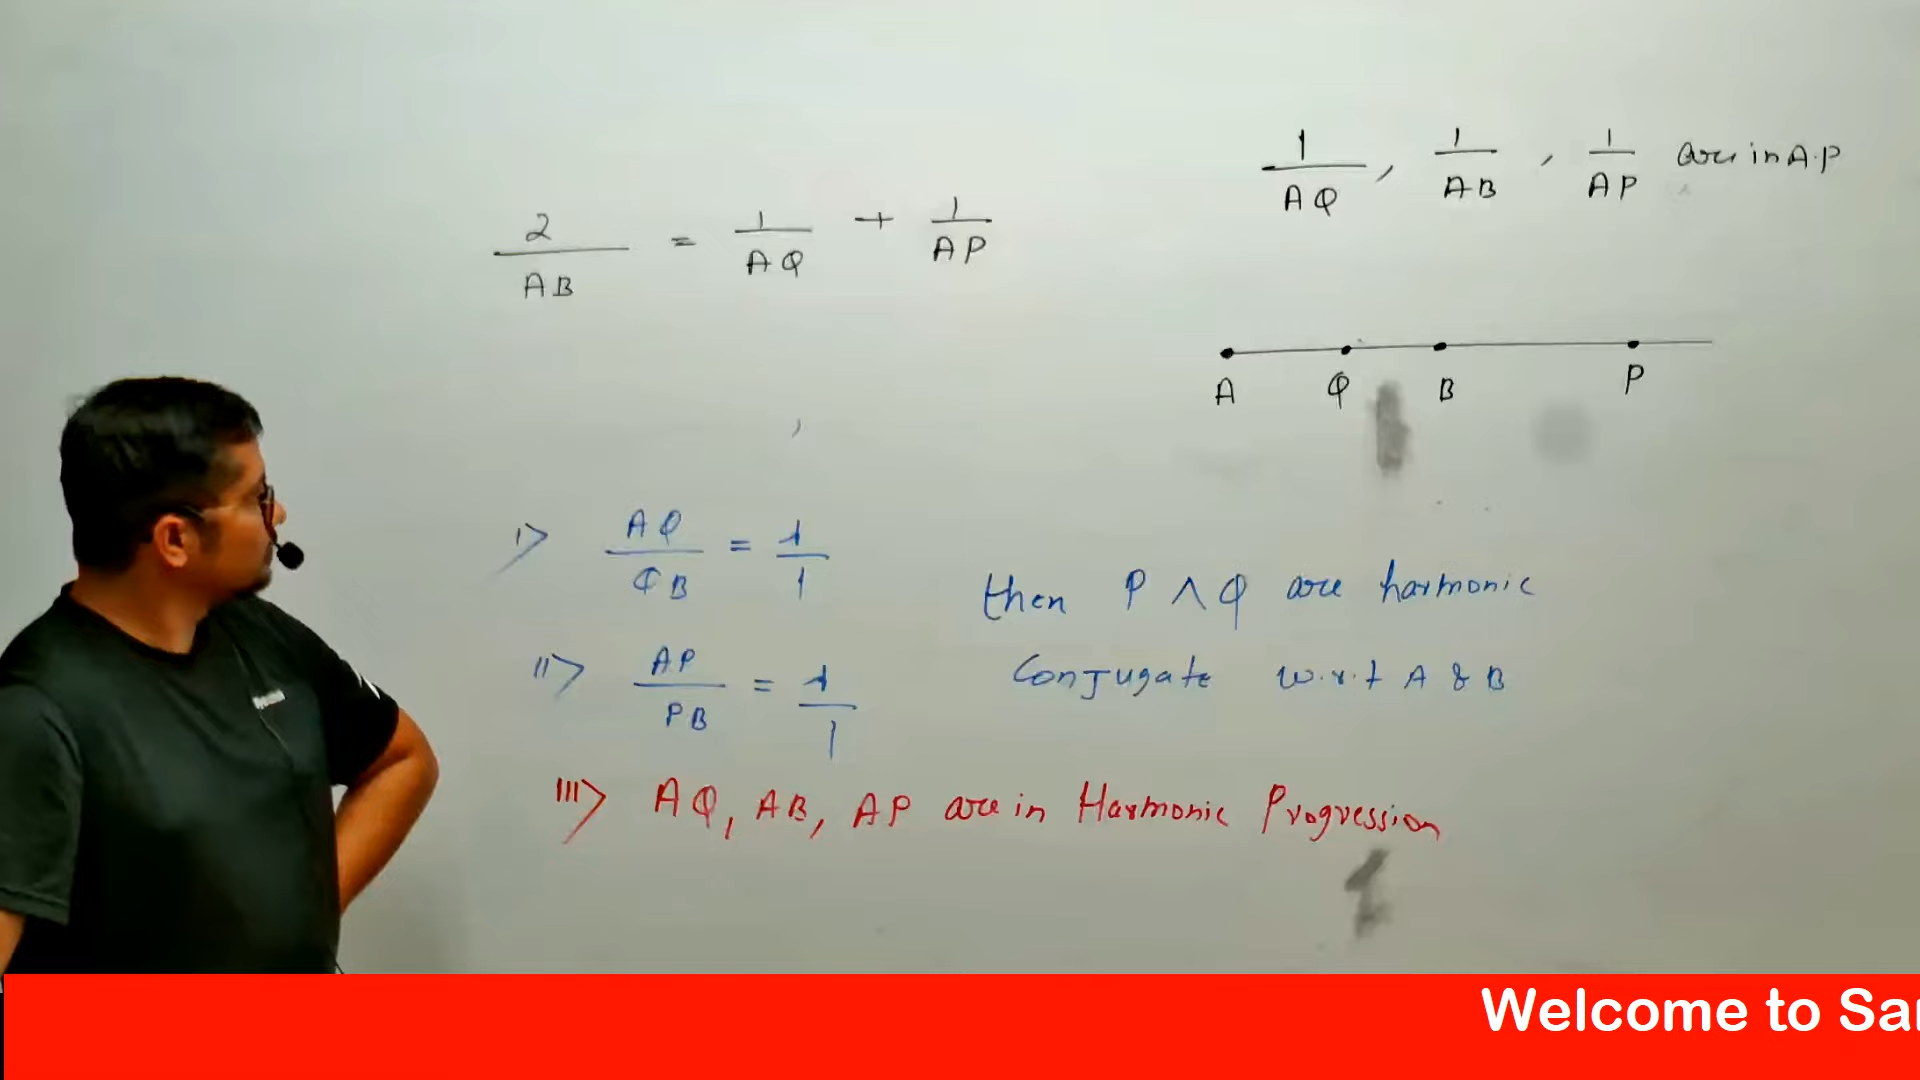 1/AQ , 1/AB , 1/AP are in A.P
2/AB = 1/AQ + 1/AP
A Q B P
I> AQ/QB = λ/1
then P ∧ Q are harmonic
Conjugate w.r.t A & B
II> AP/PB = λ/1
III> AQ, AB, AP are in Harmonic Progression
Welcome to Sar